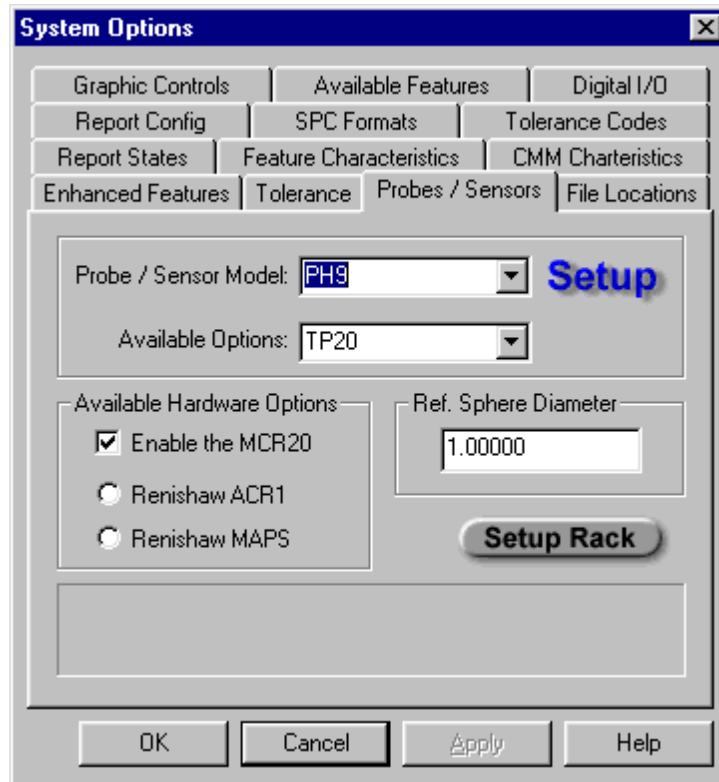 System Options
Graphic Controls Available Features Digital I/O
Report Config SPC Formats Tolerance Codes
Report States Feature Characteristics CMM Charteristics
Enhanced Features Tolerance Probes / Sensors File Locations
Probe / Sensor Model: PH9 Setup
Available Options: TP20
Available Hardware Options Ref. Sphere Diameter
Enable the MCR20 1.00000
Renishaw ACR1
Renishaw MAPS Setup Rack
OK Cancel Apply Help